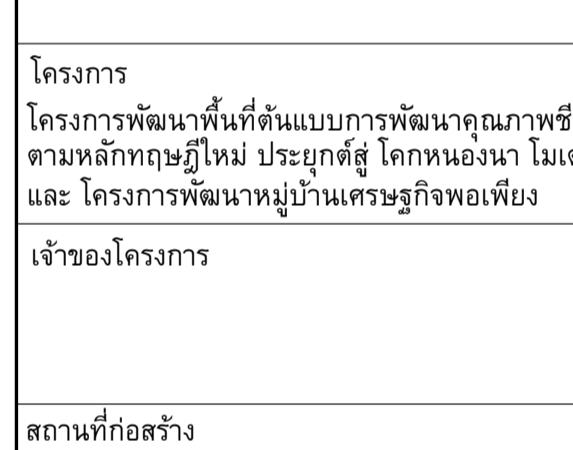 โครงการ
โครงการพัฒนาพื้นที่ต้นแบบการพัฒนาคุณภาพชี
ตามหลักทฤษฎีใหม่ ประยุกต์สู่ โคกหนองนา โมเด
และ โครงการพัฒนาหมู่บ้านเศรษฐกิจพอเพียง
เจ้าของโครงการ
สถานที่ก่อสร้าง